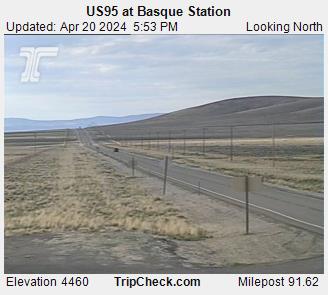 US95 at Basque Station
Updated: Apr 20 2024 5:53 PM Looking North
Elevation 4460 TripCheck.com Milepost 91.62